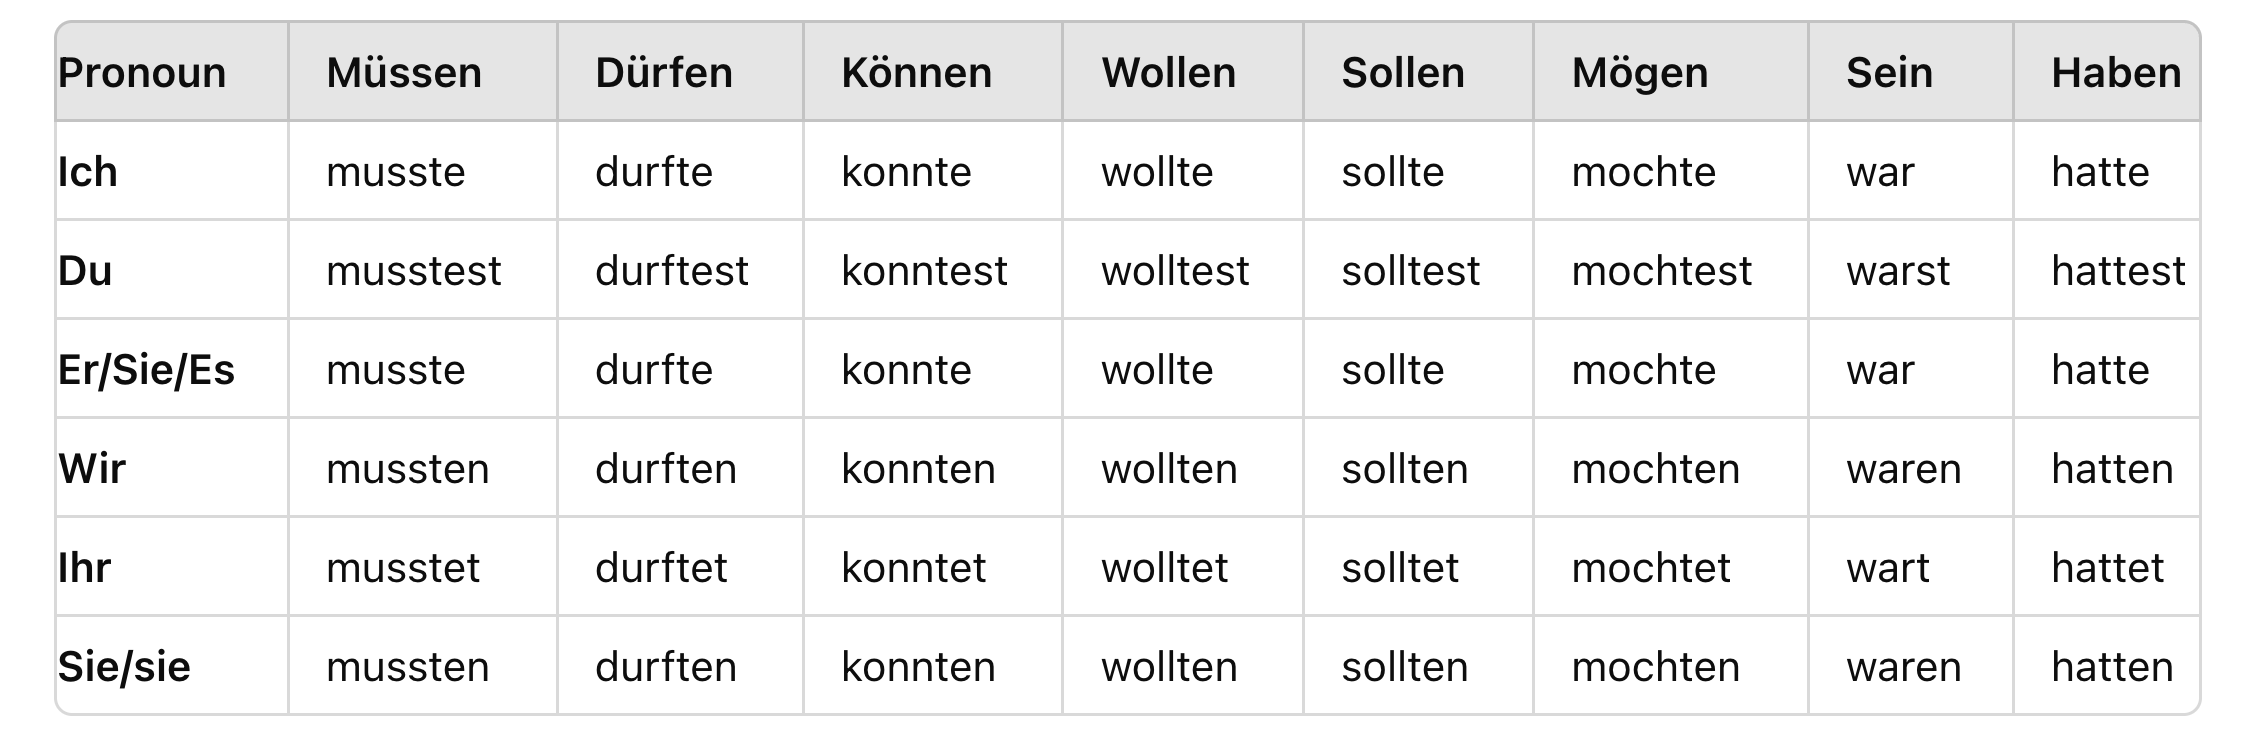 Pronoun Müssen Dürfen Können Wollen Sollen Mögen Sein Haben
Ich musste durfte konnte wollte sollte mochte war hatte
Du musstest durftest konntest wolltest solltest mochtest warst hattest
Er/Sie/Es musste durfte konnte wollte sollte mochte war hatte
Wir mussten durften konnten wollten sollten mochten waren hatten
Ihr musstet durftet konntet wolltet solltet mochtet wart hattet
Sie/sie mussten durften konnten wollten sollten mochten waren hatten